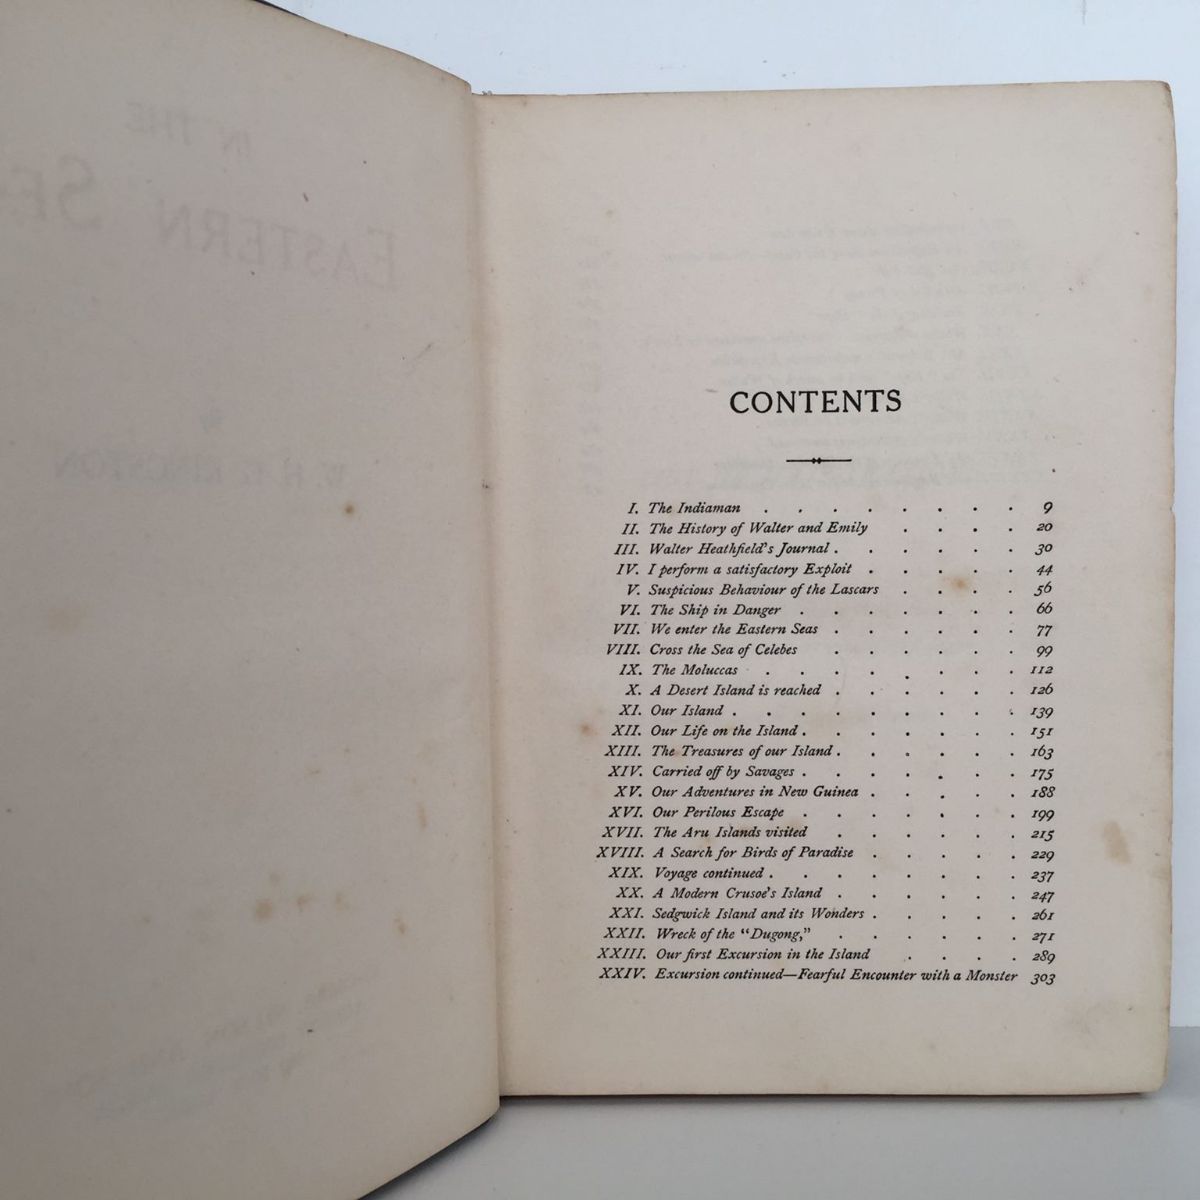 IN THE
EASTERN SE
W. H. G. KINGSTON
CONTENTS
I. The Indiaman . . . . . . . . 9
II. The History of Walter and Emily . . . . 20
III. Walter Heathfield's Journal . . . . . . 30
IV. I perform a satisfactory Exploit . . . . . 44
V. Suspicious Behaviour of the Lascars . . . . 56
VI. The Ship in Danger . . . . . . . 66
VII. We enter the Eastern Seas . . . . . . 77
VIII. Cross the Sea of Celebes . . . . . . 99
IX. The Moluccas . . . . . . . . 112
X. A Desert Island is reached . . . . . . 126
XI. Our Island . . . . . . . . . 139
XII. Our Life on the Island . . . . . . . 151
XIII. The Treasures of our Island . . . . . . 163
XIV. Carried off by Savages . . . . . . . 175
XV. Our Adventures in New Guinea . . . . . 188
XVI. Our Perilous Escape . . . . . . . 199
XVII. The Aru Islands visited . . . . . . 215
XVIII. A Search for Birds of Paradise . . . . . 229
XIX. Voyage continued . . . . . . . . 237
XX. A Modern Crusoe's Island . . . . . . 247
XXI. Sedgwick Island and its Wonders . . . . . 261
XXII. Wreck of the "Dugong," . . . . . . 271
XXIII. Our first Excursion in the Island . . . . 289
XXIV. Excursion continued—Fearful Encounter with a Monster 303